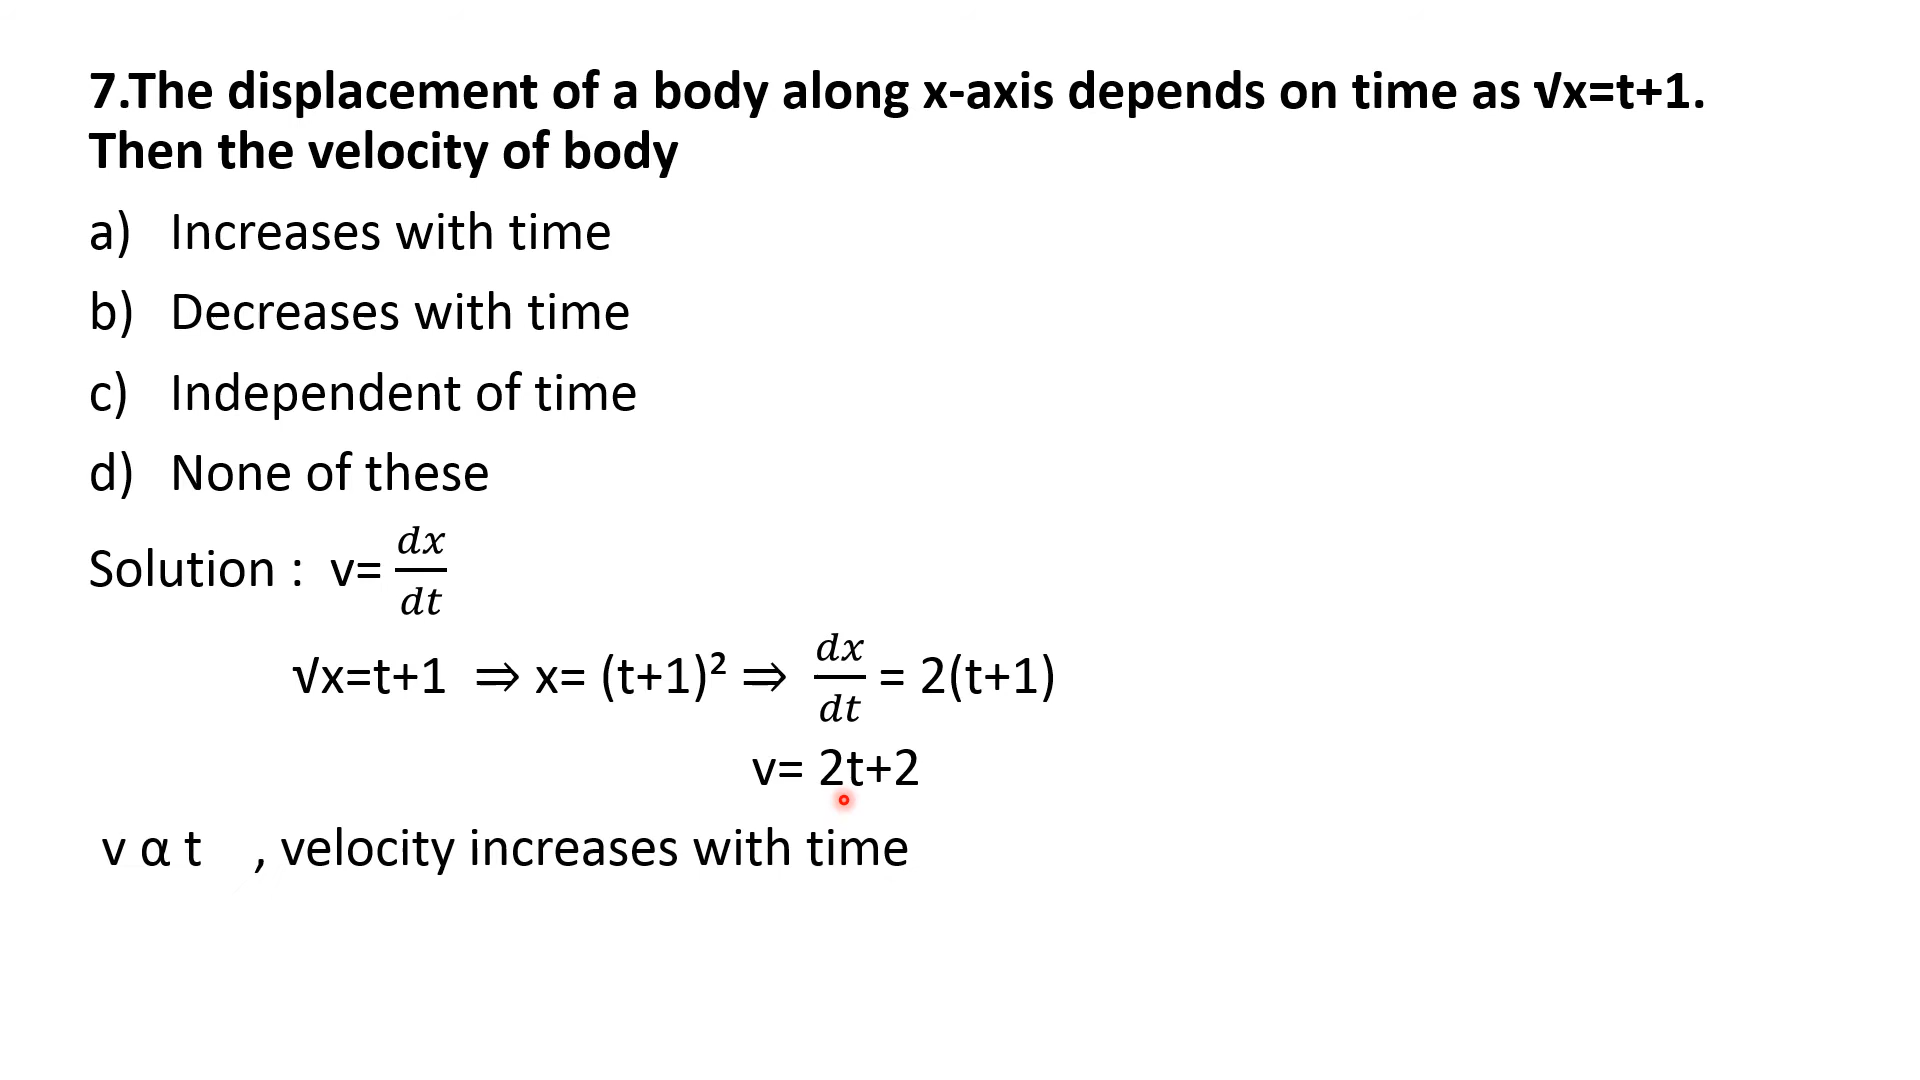 7.The displacement of a body along x-axis depends on time as √x=t+1.
Then the velocity of body
a) Increases with time
b) Decreases with time
c) Independent of time
d) None of these
Solution : v= dx/dt
√x=t+1 ⇒ x= (t+1)² ⇒ dx/dt = 2(t+1)
v= 2t+2
v α t , velocity increases with time